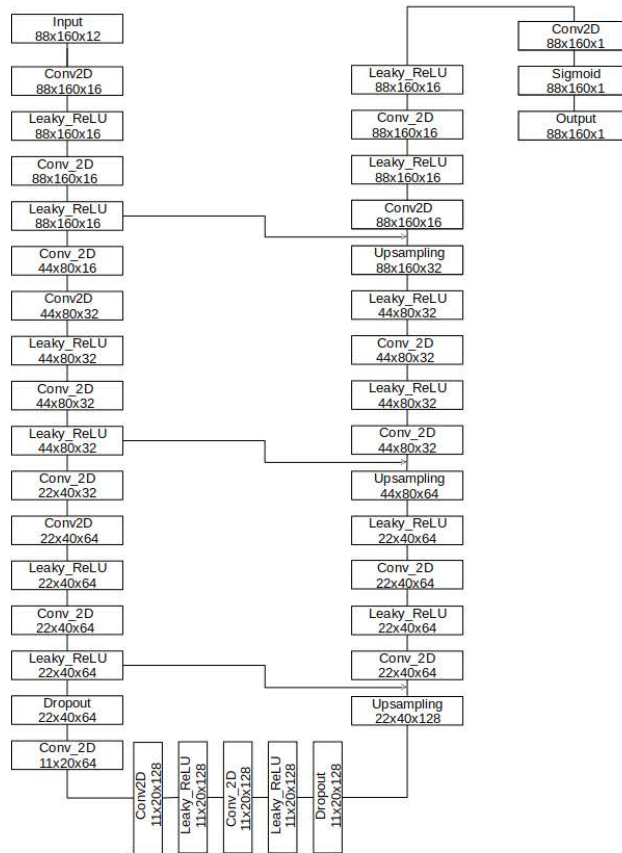 Input
88x160x12
Conv2D
88x160x16
Leaky_ReLU
88x160x16
Conv_2D
88x160x16
Leaky_ReLU
88x160x16
Conv_2D
44x80x16
Conv2D
44x80x32
Leaky_ReLU
44x80x32
Conv_2D
44x80x32
Leaky_ReLU
44x80x32
Conv_2D
22x40x32
Conv2D
22x40x64
Leaky_ReLU
22x40x64
Conv_2D
22x40x64
Leaky_ReLU
22x40x64
Dropout
22x40x64
Conv_2D
11x20x64
Conv2D
11x20x128
Leaky_ReLU
11x20x128
Conv_2D
11x20x128
Leaky_ReLU
11x20x128
Dropout
11x20x128
Upsampling
22x40x128
Conv_2D
22x40x64
Leaky_ReLU
22x40x64
Conv_2D
22x40x64
Leaky_ReLU
22x40x64
Upsampling
44x80x64
Conv_2D
44x80x32
Leaky_ReLU
44x80x32
Conv_2D
44x80x32
Leaky_ReLU
44x80x32
Upsampling
88x160x32
Conv2D
88x160x16
Leaky_ReLU
88x160x16
Conv_2D
88x160x16
Leaky_ReLU
88x160x16
Conv2D
88x160x1
Sigmoid
88x160x1
Output
88x160x1